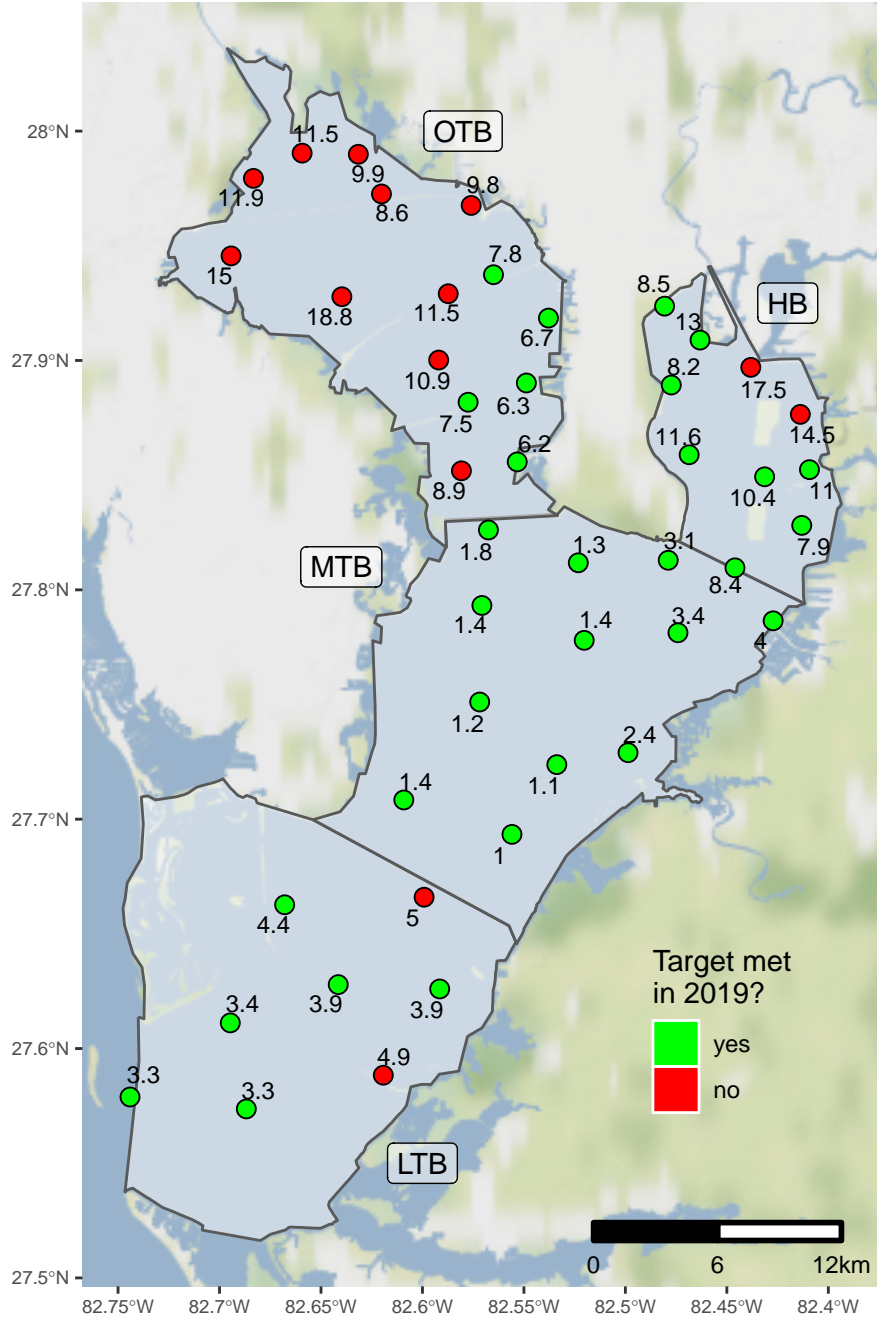 28°N
27.9°N
27.8°N
27.7°N
27.6°N
27.5°N
OTB
11.5
9.9
11.9
8.6
9.8
15
7.8
18.8
11.5
6.7
10.9
6.3
7.5
6.2
8.9
HB
8.5
13
8.2
17.5
14.5
11.6
10.4
11
7.9
8.4
MTB
1.8
1.3
3.1
1.4
1.4
3.4
4
1.2
2.4
1.1
1.4
1
5
4.4
3.9
3.9
3.4
4.9
3.3
3.3
LTB
Target met
in 2019?
yes
no
0 6 12km
82.75°W 82.7°W 82.65°W 82.6°W 82.55°W 82.5°W 82.45°W 82.4°W